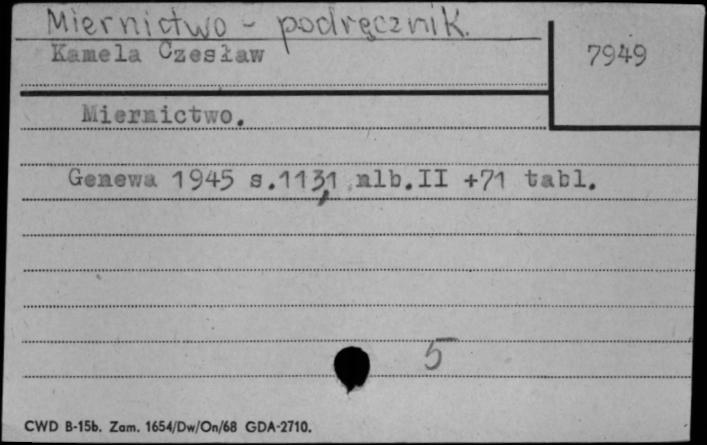 Miernictwo - podręcznik.
Kamela Czesław
7949
Miernictwo.
Genewa 1945 s.1131, nlb.II +71 tabl.
5
CWD B-15b. Zam. 1654/Dw/On/68 GDA-2710.